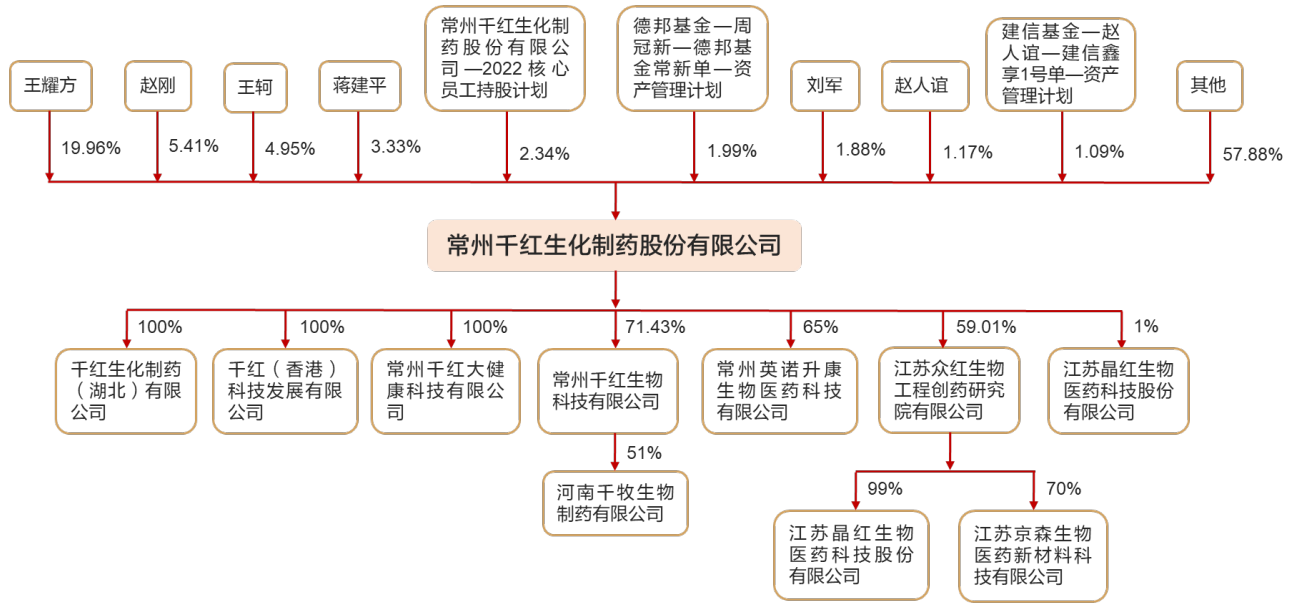 王耀方
赵刚
王轲
蒋建平
常州千红生化制
药股份有限公
司—2022核心
员工持股计划
德邦基金—周
冠新—德邦基
金常新单—资
产管理计划
刘军
赵人谊
建信基金—赵
人谊—建信鑫
享1号单—资产
管理计划
其他
19.96%
5.41%
4.95%
3.33%
2.34%
1.99%
1.88%
1.17%
1.09%
57.88%
常州千红生化制药股份有限公司
100%
100%
100%
71.43%
65%
59.01%
1%
千红生化制药
（湖北）有限
公司
千红（香港）
科技发展有限
公司
常州千红大健
康科技有限公
司
常州千红生物
科技有限公司
常州英诺升康
生物医药科技
有限公司
江苏众红生物
工程创药研究
院有限公司
江苏晶红生物
医药科技股份
有限公司
51%
河南千牧生物
制药有限公司
99%
70%
江苏晶红生物
医药科技股份
有限公司
江苏京森生物
医药新材料科
技有限公司